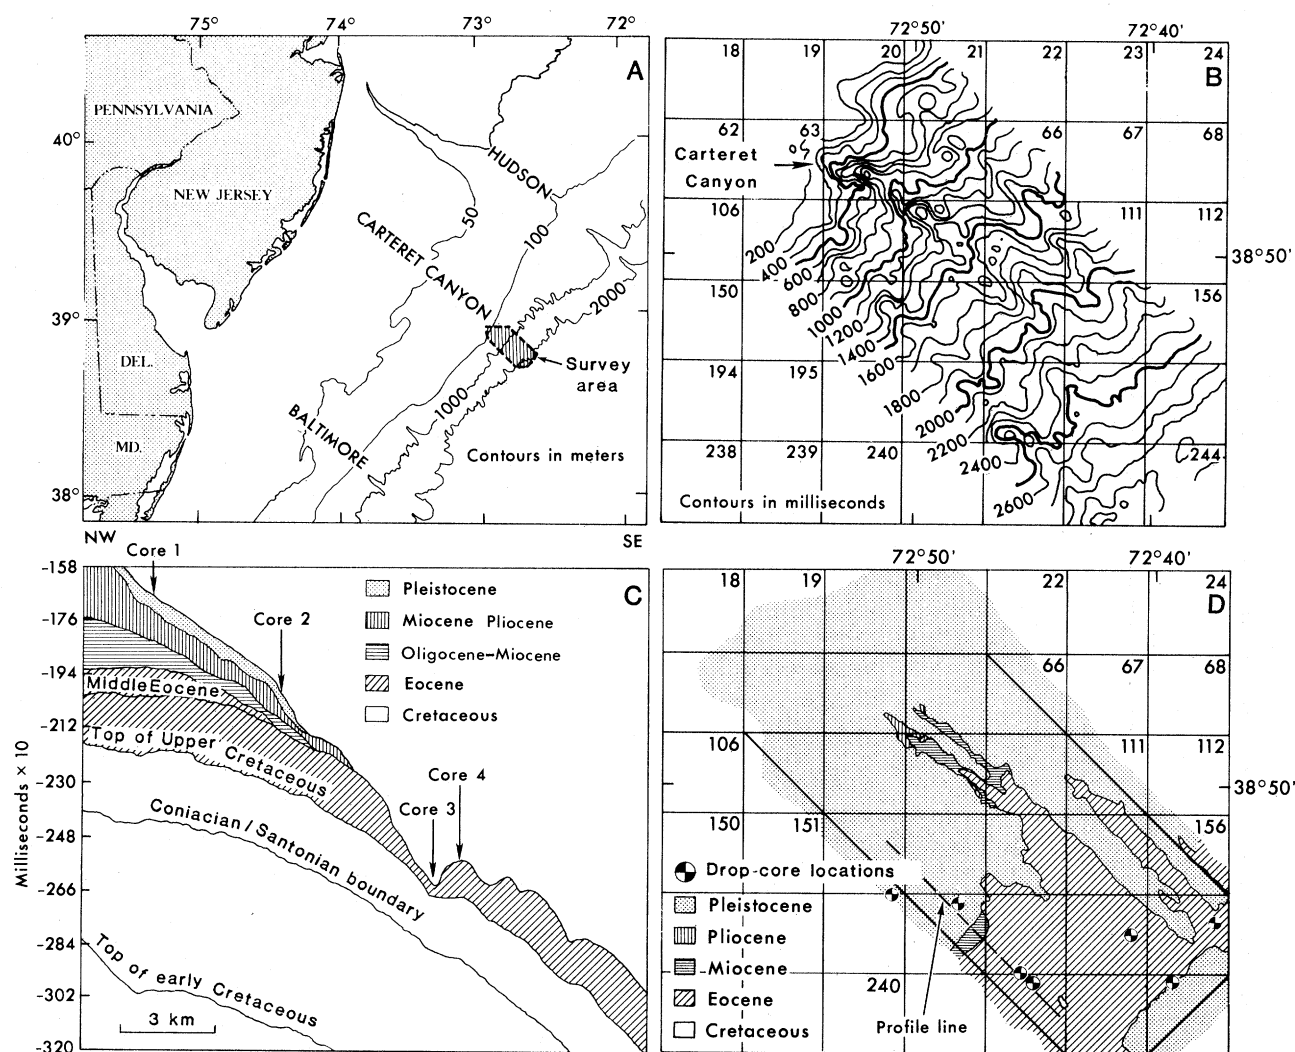 75°
74°
73°
72°
A
PENNSYLVANIA
40°
HUDSON
NEW JERSEY
50
100
CARTERET CANYON
2000
39°
DEL.
Survey
area
1000
BALTIMORE
MD.
Contours in meters
38°
72°50'
72°40'
18
19
20
21
22
23
24
B
62
63
66
67
68
Carteret
Canyon
106
111
112
200
400
38°50'
600
150
156
800
1000
1200
1400
194
195
1600
1800
2000
2200
238
239
240
244
2400
2600
Contours in milliseconds
NW
SE
Core 1
-158
C
Pleistocene
-176
Core 2
Miocene Pliocene
Oligocene-Miocene
-194
Middle Eocene
Eocene
Cretaceous
-212
Top of Upper Cretaceous
-230
Core 4
Core 3
Coniacian/Santonian boundary
-248
Milliseconds × 10
-266
-284
Top of early Cretaceous
-302
3 km
-320
72°50'
72°40'
18
19
22
24
D
66
67
68
106
111
112
38°50'
150
151
156
Drop-core locations
Pleistocene
Pliocene
Miocene
240
Eocene
Profile line
Cretaceous